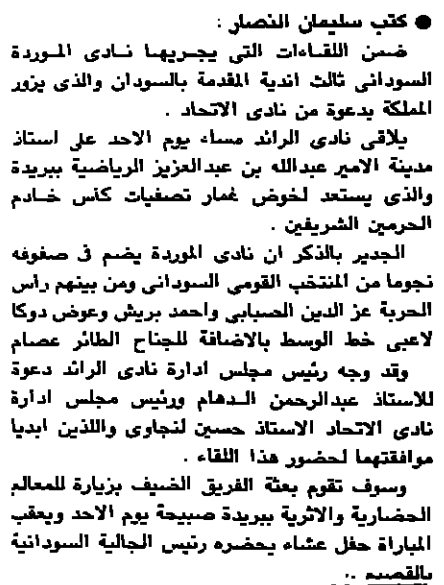 ● كتب سليمان النصار :
ضمن اللقاءات التى يجريها نادى الموردة
السودانى ثالث اندية المقدمة بالسودان والذى يزور
المملكة بدعوة من نادى الاتحاد .
يلاقى نادى الرائد مساء يوم الاحد على استاذ
مدينة الامير عبدالله بن عبدالعزيز الرياضية ببريدة
والذى يستعد لخوض غمار تصفيات كأس خادم
الحرمين الشريفين .
الجدير بالذكر ان نادى الموردة يضم فى صفوفه
نجوما من المنتخب القومي السودانى ومن بينهم رأس
الحربة عز الدين الصبابي واحمد بريش وعوض دوكا
لاعبى خط الوسط بالاضافة للجناح الطائر عصام
وقد وجه رئيس مجلس ادارة نادى الرائد دعوة
للاستاذ عبدالرحمن الدهام ورئيس مجلس ادارة
نادى الاتحاد الاستاذ حسين لنجاوى واللذين ابديا
موافقتهما لحضور هذا اللقاء .
وسوف تقوم بعثة الفريق الضيف بزيارة للمعالم
الحضارية والاثرية ببريدة صبيحة يوم الاحد ويعقب
المباراة حفل عشاء يحضره رئيس الجالية السودانية
بالقصيم .: